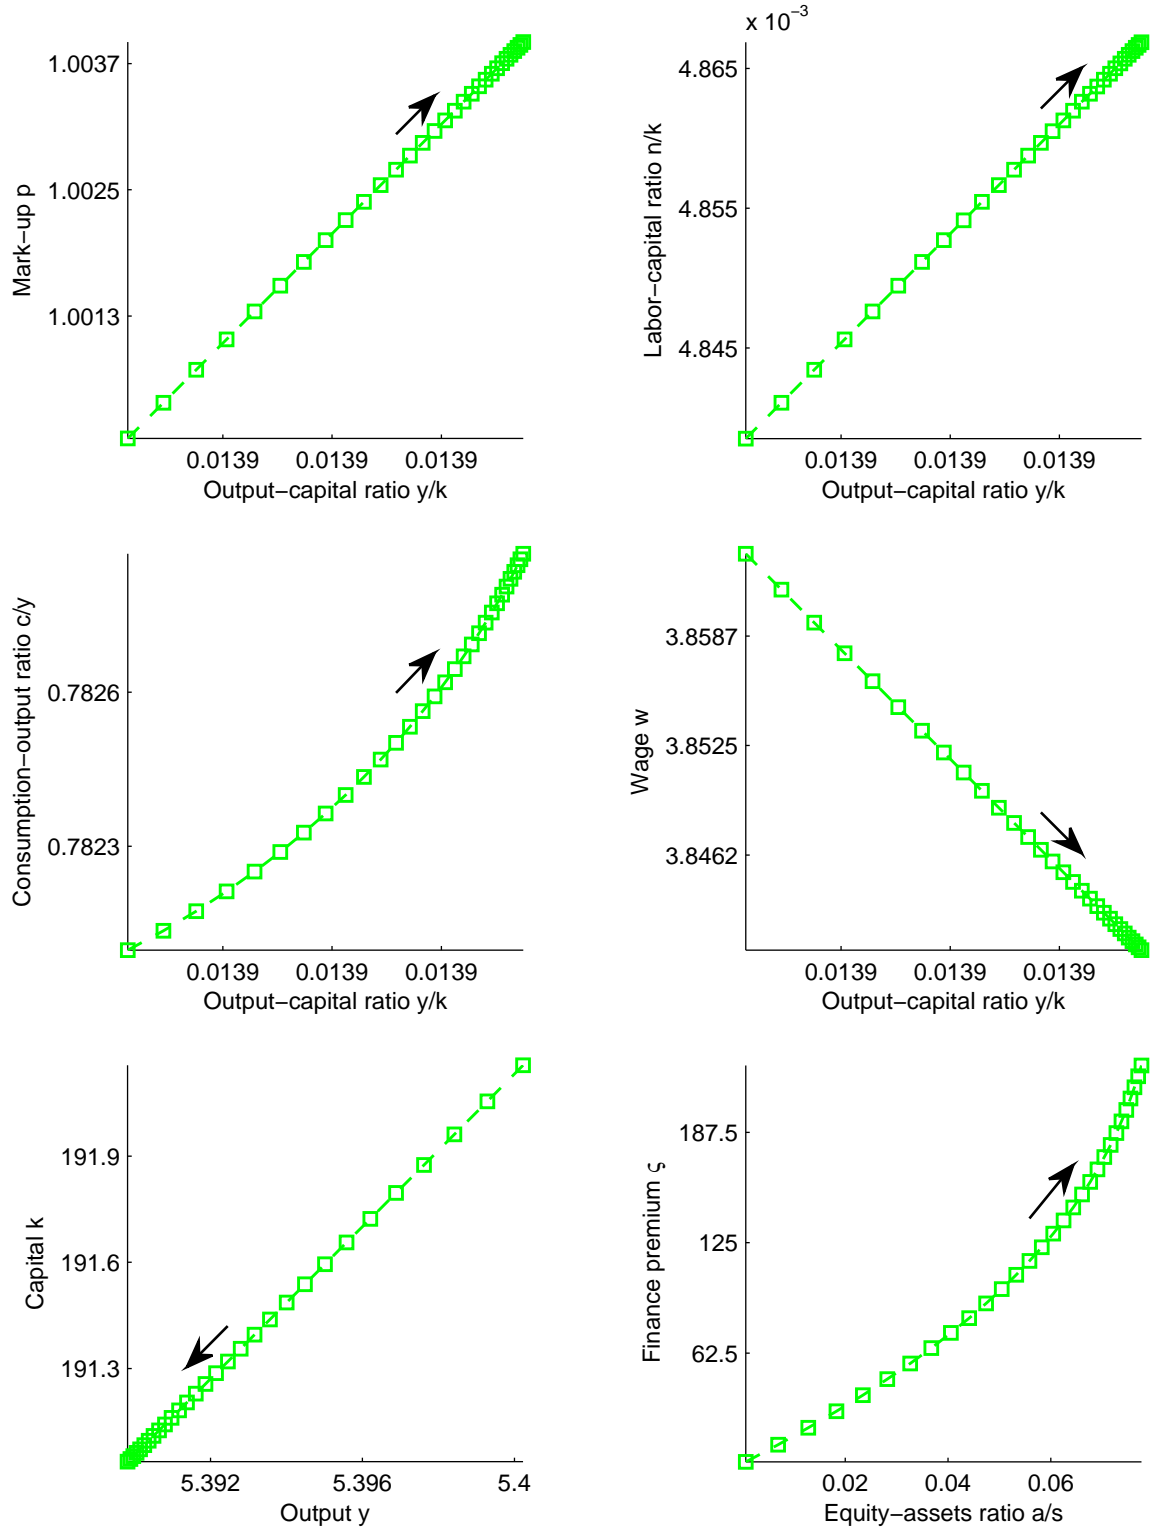 x 10⁻³
1.0037
1.0025
1.0013
Mark−up p
0.0139 0.0139 0.0139
Output−capital ratio y/k
4.865
4.855
4.845
Labor−capital ratio n/k
0.0139 0.0139 0.0139
Output−capital ratio y/k
0.7826
0.7823
Consumption−output ratio c/y
0.0139 0.0139 0.0139
Output−capital ratio y/k
3.8587
3.8525
3.8462
Wage w
0.0139 0.0139 0.0139
Output−capital ratio y/k
191.9
191.6
191.3
Capital k
5.392 5.396 5.4
Output y
187.5
125
62.5
Finance premium ς
0.02 0.04 0.06
Equity−assets ratio a/s